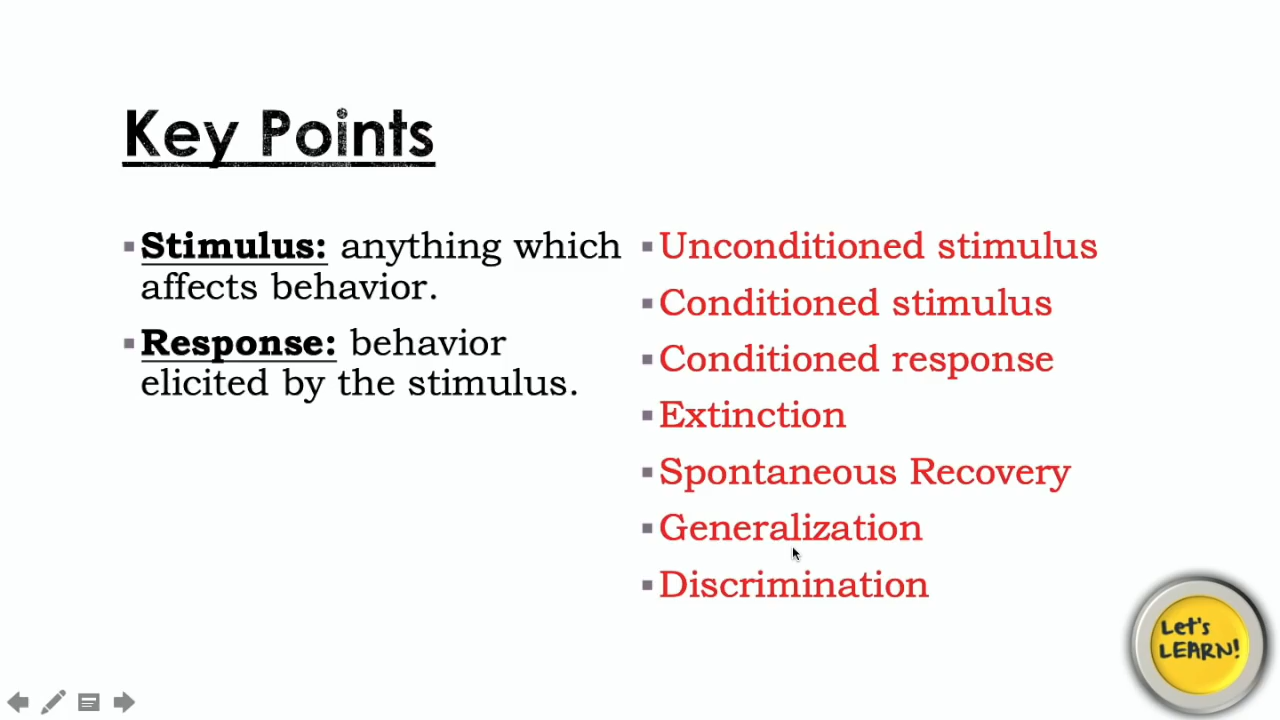 Key Points
▪Stimulus: anything which
affects behavior.
▪Response: behavior
elicited by the stimulus.
▪Unconditioned stimulus
▪Conditioned stimulus
▪Conditioned response
▪Extinction
▪Spontaneous Recovery
▪Generalization
▪Discrimination
Let's
LEARN!